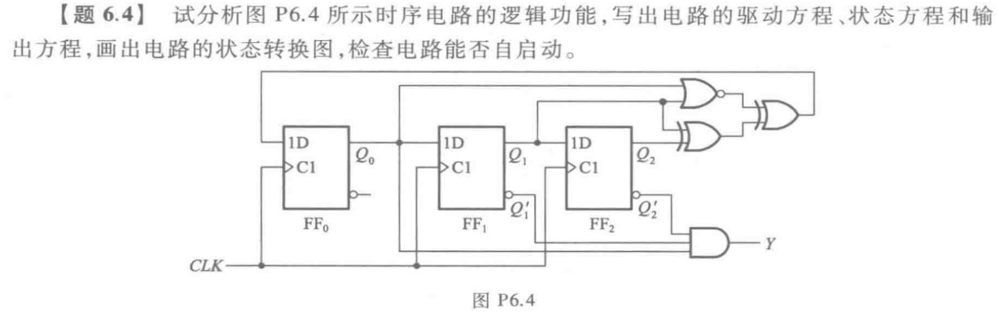 【题 6.4】 试分析图 P6.4 所示时序电路的逻辑功能,写出电路的驱动方程、状态方程和输
出方程,画出电路的状态转换图,检查电路能否自启动。
1D Q₀ 1D Q₁ 1D Q₂
C1 C1 C1
Q₁′ Q₂′
FF₀ FF₁ FF₂
Y
CLK
图 P6.4